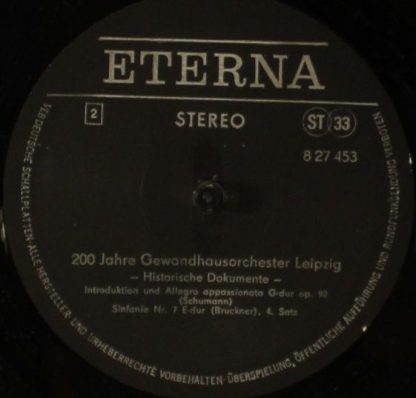 ETERNA
2
STEREO
ST 33
8 27 453
200 Jahre Gewandhausorchester Leipzig
– Historische Dokumente –
Introduktion und Allegro appassionato G-dur op. 92
(Schumann)
Sinfonie Nr. 7 E-dur (Bruckner), 4. Satz
VEB DEUTSCHE SCHALLPLATTEN · ALLE HERSTELLER- UND URHEBERRECHTE VORBEHALTEN · ÜBERSPIELUNG, ÖFFENTLICHE AUFFÜHRUNG UND RUNDFUNKSENDUNG VERBOTEN